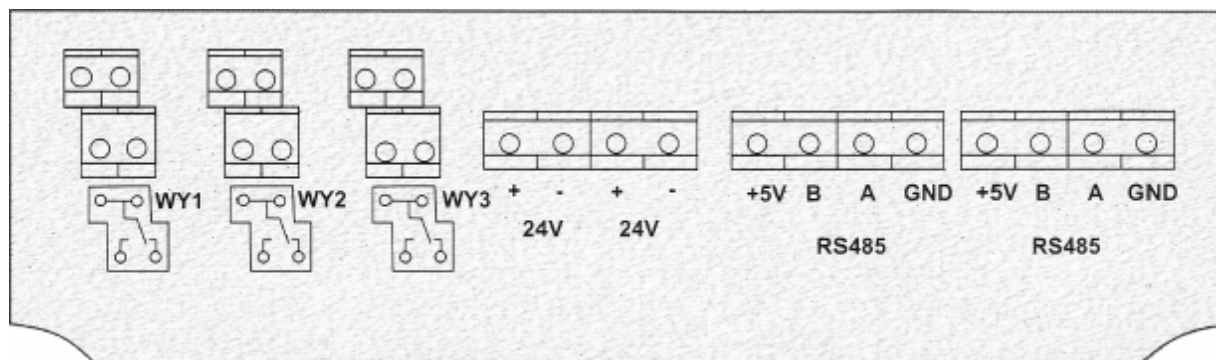 WY1 WY2 WY3
+ - + -
24V 24V
+5V B A GND +5V B A GND
RS485 RS485